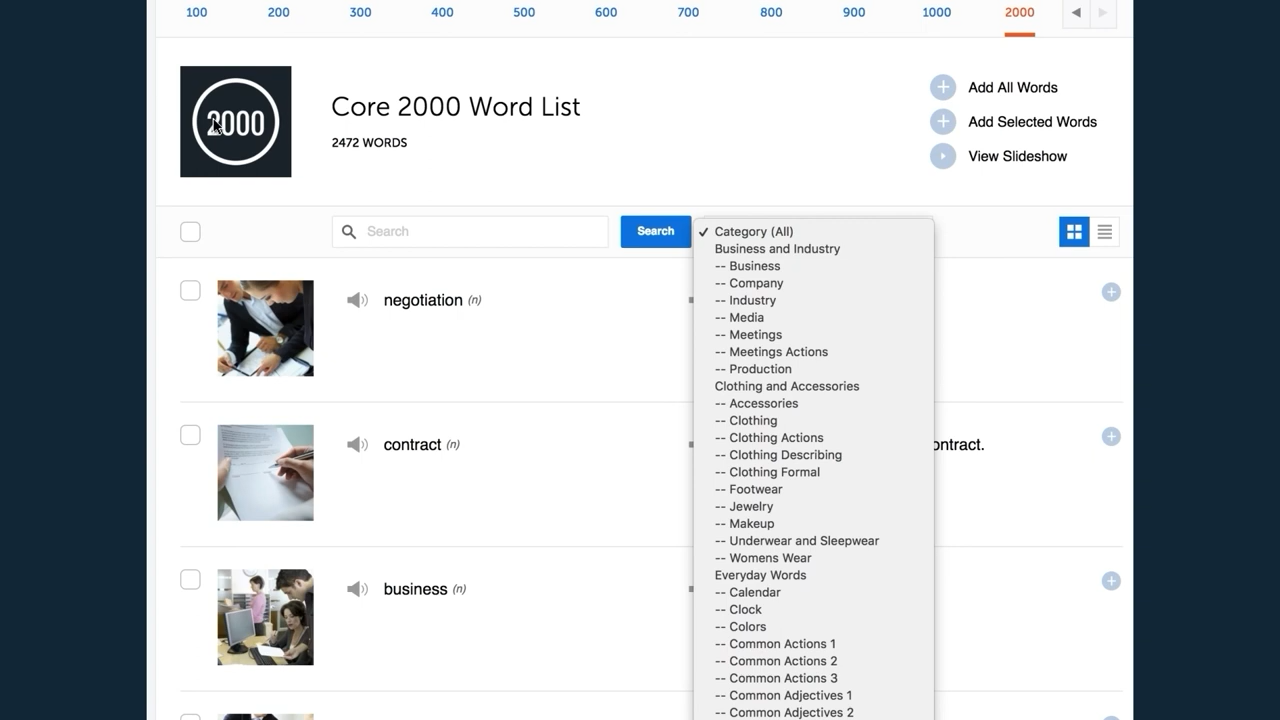 100 200 300 400 500 600 700 800 900 1000 2000
2000
Core 2000 Word List
2472 WORDS
Add All Words
Add Selected Words
View Slideshow
Search
Search
Category (All)
Business and Industry
-- Business
-- Company
-- Industry
-- Media
-- Meetings
-- Meetings Actions
-- Production
Clothing and Accessories
-- Accessories
-- Clothing
-- Clothing Actions
-- Clothing Describing
-- Clothing Formal
-- Footwear
-- Jewelry
-- Makeup
-- Underwear and Sleepwear
-- Womens Wear
Everyday Words
-- Calendar
-- Clock
-- Colors
-- Common Actions 1
-- Common Actions 2
-- Common Actions 3
-- Common Adjectives 1
-- Common Adjectives 2
negotiation (n)
contract (n)
ontract.
business (n)